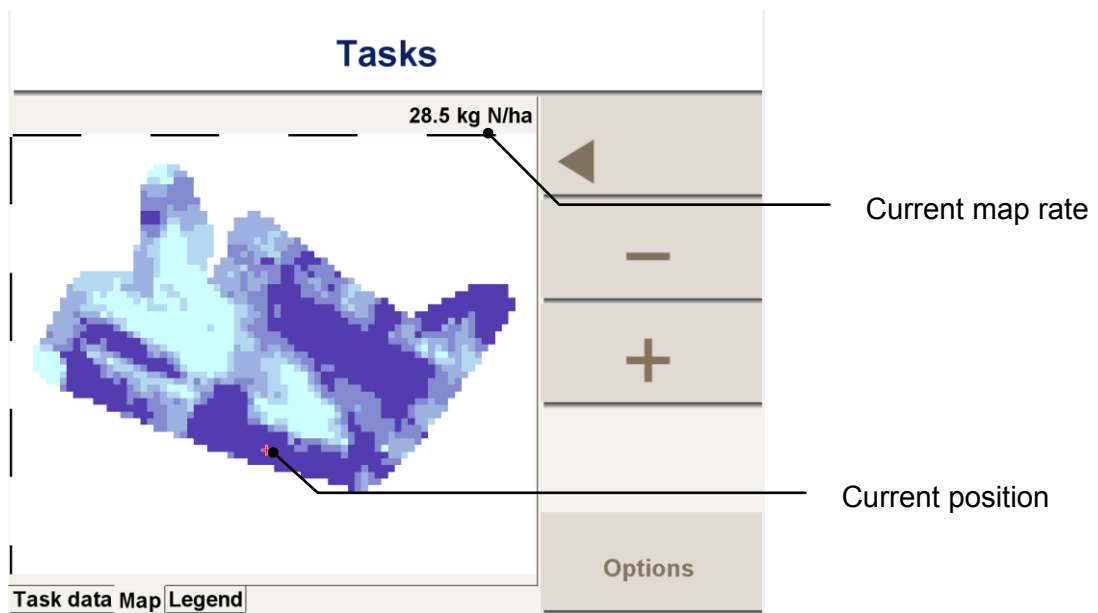 Tasks
28.5 kg N/ha
Current map rate
Current position
Options
Task data Map Legend